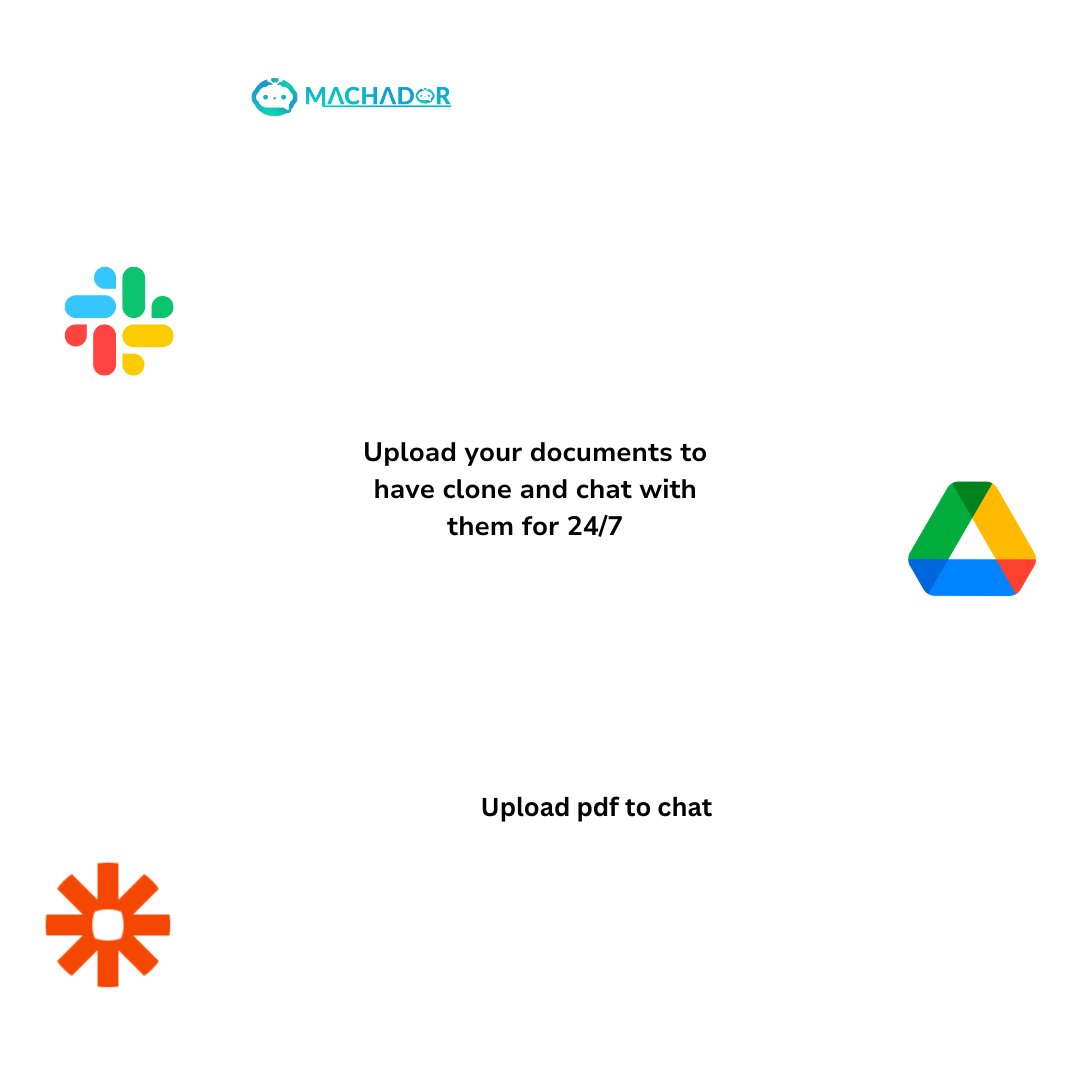 MACHADOR
Upload your documents to
have clone and chat with
them for 24/7
Upload pdf to chat